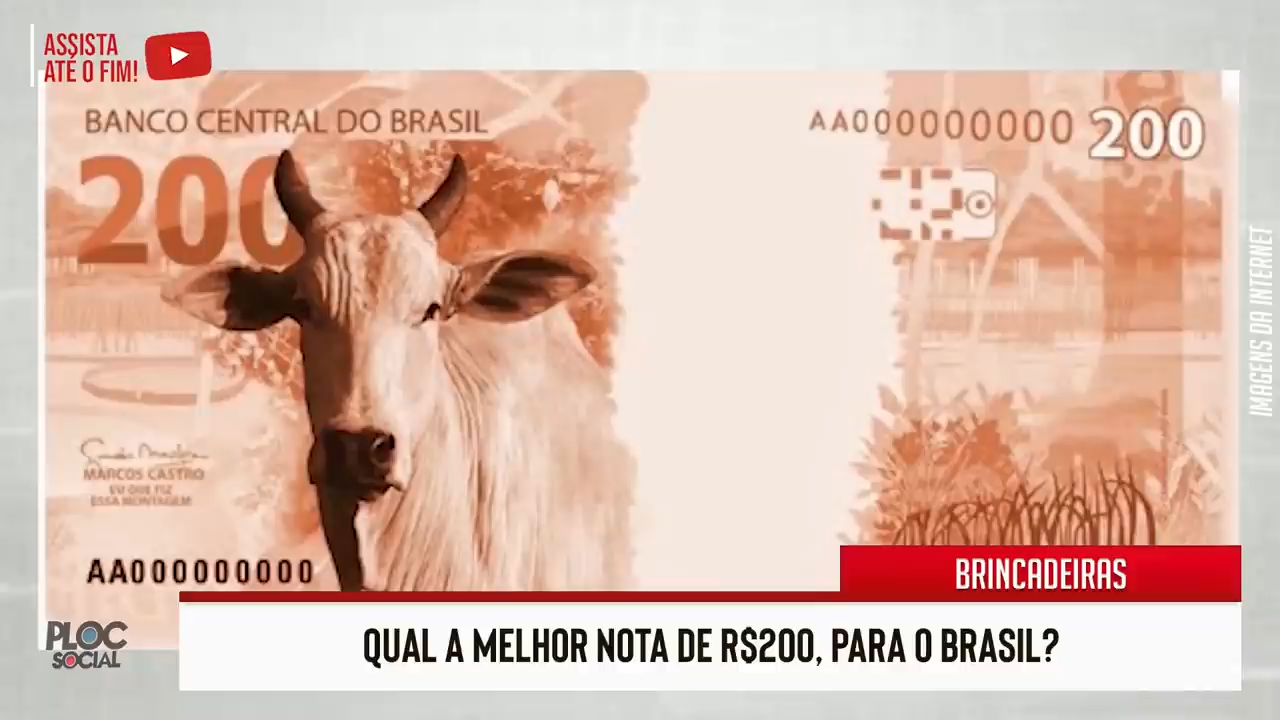 ASSISTA
ATÉ O FIM!
BANCO CENTRAL DO BRASIL
200
AA000000000 200
MARCOS CASTRO
EU QUE FIZ
ESSA MONTAGEM
AA000000000
IMAGENS DA INTERNET
BRINCADEIRAS
PLOC
SOCIAL
QUAL A MELHOR NOTA DE R$200, PARA O BRASIL?